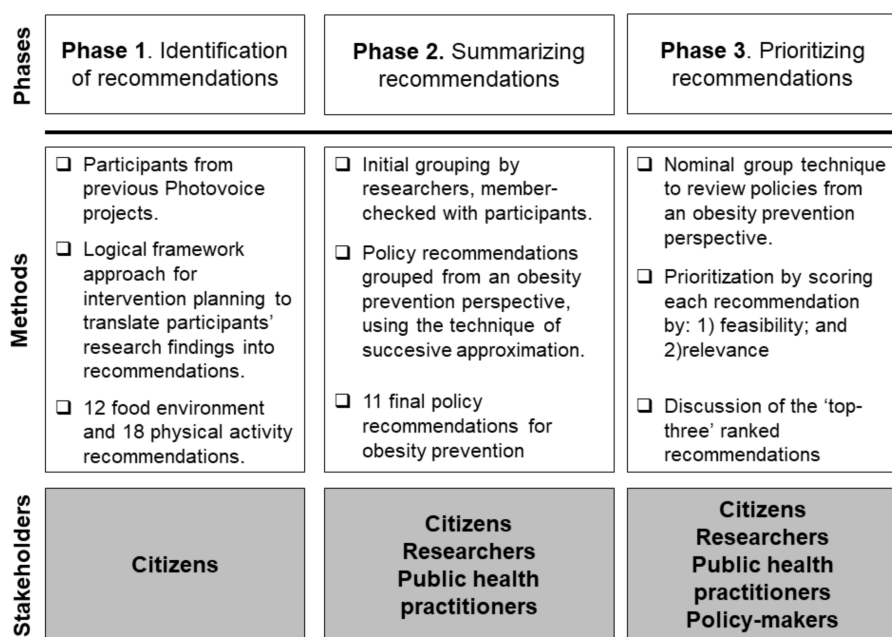 Phases
Phase 1. Identification
of recommendations
Phase 2. Summarizing
recommendations
Phase 3. Prioritizing
recommendations
Methods
❑ Participants from
previous Photovoice
projects.
❑ Logical framework
approach for
intervention planning to
translate participants’
research findings into
recommendations.
❑ 12 food environment
and 18 physical activity
recommendations.
❑ Initial grouping by
researchers, member-
checked with participants.
❑ Policy recommendations
grouped from an obesity
prevention perspective,
using the technique of
succesive approximation.
❑ 11 final policy
recommendations for
obesity prevention
❑ Nominal group technique
to review policies from
an obesity prevention
perspective.
❑ Prioritization by scoring
each recommendation
by: 1) feasibility; and
2)relevance
❑ Discussion of the ‘top-
three’ ranked
recommendations
Stakeholders
Citizens
Citizens
Researchers
Public health
practitioners
Citizens
Researchers
Public health
practitioners
Policy-makers